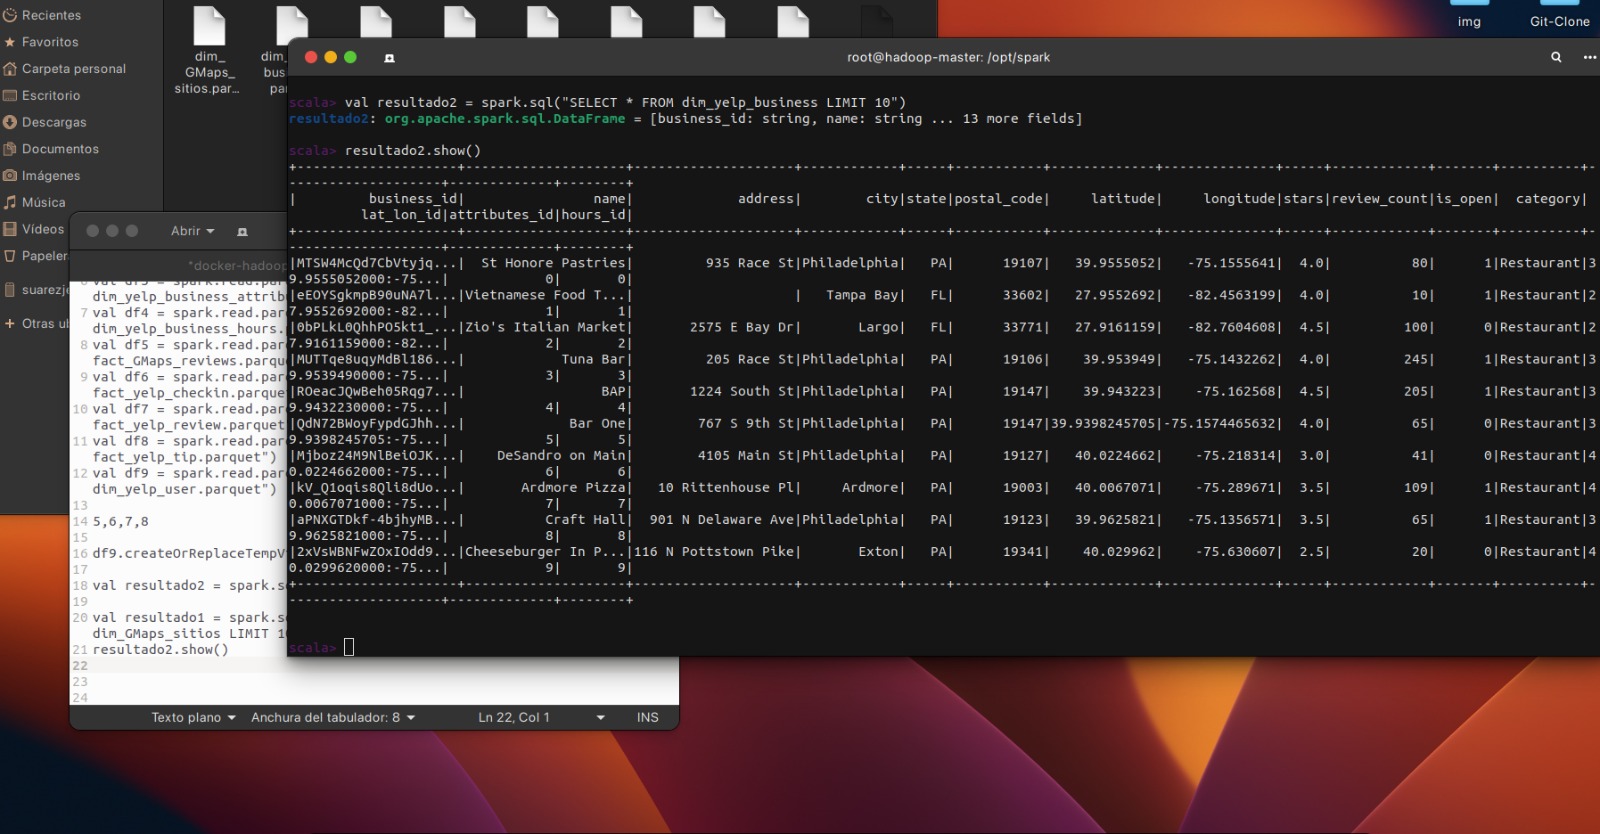 Recientes
Favoritos
Carpeta personal
Escritorio
Descargas
Documentos
Imágenes
Música
Vídeos
Papeler
suarezje
+ Otras ub
dim_
GMaps_
sitios.par...
dim_
bus
pa
img
Git-Clone
root@hadoop-master: /opt/spark
scala> val resultado2 = spark.sql("SELECT * FROM dim_yelp_business LIMIT 10")
resultado2: org.apache.spark.sql.DataFrame = [business_id: string, name: string ... 13 more fields]
scala> resultado2.show()
+--------------------+--------------------+--------------------+------------+-----+-----------+-------------+--------------+-----+------------+-------+----------+-
-------------------+-------------+--------+
|         business_id|                name|             address|        city|state|postal_code|     latitude|     longitude|stars|review_count|is_open|  category|
         lat_lon_id|attributes_id|hours_id|
+--------------------+--------------------+--------------------+------------+-----+-----------+-------------+--------------+-----+------------+-------+----------+-
-------------------+-------------+--------+
|MTSW4McQd7CbVtyjq...|  St Honore Pastries|         935 Race St|Philadelphia|   PA|      19107|   39.9555052|   -75.1555641|  4.0|          80|      1|Restaurant|3
9.9555052000:-75...|            0|       0|
|eEOYSgkmpB90uNA7l...|Vietnamese Food T...|                    |   Tampa Bay|   FL|      33602|   27.9552692|   -82.4563199|  4.0|          10|      1|Restaurant|2
7.9552692000:-82...|            1|       1|
|0bPLkL0QhhPO5kt1_...|Zio's Italian Market|       2575 E Bay Dr|       Largo|   FL|      33771|   27.9161159|   -82.7604608|  4.5|         100|      0|Restaurant|2
7.9161159000:-82...|            2|       2|
|MUTTqe8uqyMdBl186...|            Tuna Bar|         205 Race St|Philadelphia|   PA|      19106|    39.953949|   -75.1432262|  4.0|         245|      1|Restaurant|3
9.9539490000:-75...|            3|       3|
|ROeacJQwBeh05Rqg7...|                 BAP|       1224 South St|Philadelphia|   PA|      19147|    39.943223|    -75.162568|  4.5|         205|      1|Restaurant|3
9.9432230000:-75...|            4|       4|
|QdN72BWoyFypdGJhh...|             Bar One|        767 S 9th St|Philadelphia|   PA|      19147|39.9398245705|-75.1574465632|  4.0|          65|      0|Restaurant|3
9.9398245705:-75...|            5|       5|
|Mjboz24M9NlBeiOJK...|    DeSandro on Main|        4105 Main St|Philadelphia|   PA|      19127|   40.0224662|    -75.218314|  3.0|          41|      0|Restaurant|4
0.0224662000:-75...|            6|       6|
|kV_Q1oqis8Qli8dUo...|       Ardmore Pizza|   10 Rittenhouse Pl|     Ardmore|   PA|      19003|   40.0067071|    -75.289671|  3.5|         109|      1|Restaurant|4
0.0067071000:-75...|            7|       7|
|aPNXGTDkf-4bjhyMB...|          Craft Hall|  901 N Delaware Ave|Philadelphia|   PA|      19123|   39.9625821|   -75.1356571|  3.5|          65|      1|Restaurant|3
9.9625821000:-75...|            8|       8|
|2xVsWBNFwZOxIOdd9...|Cheeseburger In P...|116 N Pottstown Pike|       Exton|   PA|      19341|    40.029962|    -75.630607|  2.5|          20|      0|Restaurant|4
0.0299620000:-75...|            9|       9|
+--------------------+--------------------+--------------------+------------+-----+-----------+-------------+--------------+-----+------------+-------+----------+-
-------------------+-------------+--------+
scala>
Abrir
*docker-hadoop
6 val df3 = spark.read.par
dim_yelp_business_attrib
7 val df4 = spark.read.par
dim_yelp_business_hours.
8 val df5 = spark.read.par
fact_GMaps_reviews.parqu
9 val df6 = spark.read.par
fact_yelp_checkin.parque
10 val df7 = spark.read.par
fact_yelp_review.parquet
11 val df8 = spark.read.par
fact_yelp_tip.parquet")
12 val df9 = spark.read.par
dim_yelp_user.parquet")
13
14 5,6,7,8
15
16 df9.createOrReplaceTempV
17
18 val resultado2 = spark.s
19
20 val resultado1 = spark.s
dim_GMaps_sitios LIMIT 1
21 resultado2.show()
22
23
24
Texto plano
Anchura del tabulador: 8
Ln 22, Col 1
INS